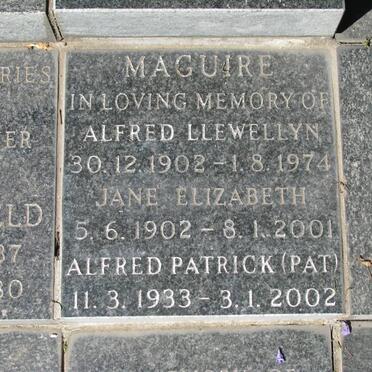 MAGUIRE
IN LOVING MEMORY OF
ALFRED LLEWELLYN
30.12.1902 - 1.8.1974
JANE ELIZABETH
5.6.1902 - 8.1.2001
ALFRED PATRICK (PAT)
11.3.1933 - 3.1.2002